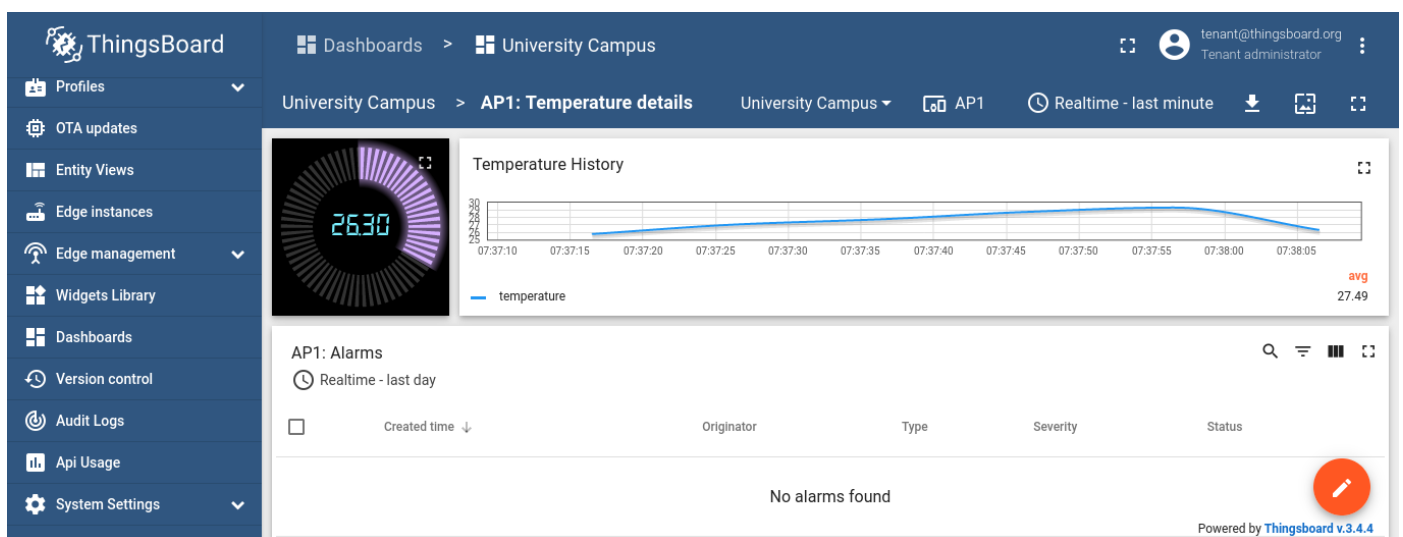 ThingsBoard
Dashboards > University Campus
tenant@thingsboard.org
Tenant administrator
Profiles
OTA updates
Entity Views
Edge instances
Edge management
Widgets Library
Dashboards
Version control
Audit Logs
Api Usage
System Settings
University Campus > AP1: Temperature details University Campus AP1 Realtime - last minute
26.30
Temperature History
30
29
28
27
26
25
07:37:10 07:37:15 07:37:20 07:37:25 07:37:30 07:37:35 07:37:40 07:37:45 07:37:50 07:37:55 07:38:00 07:38:05
avg
temperature 27.49
AP1: Alarms
Realtime - last day
Created time Originator Type Severity Status
No alarms found
Powered by Thingsboard v.3.4.4